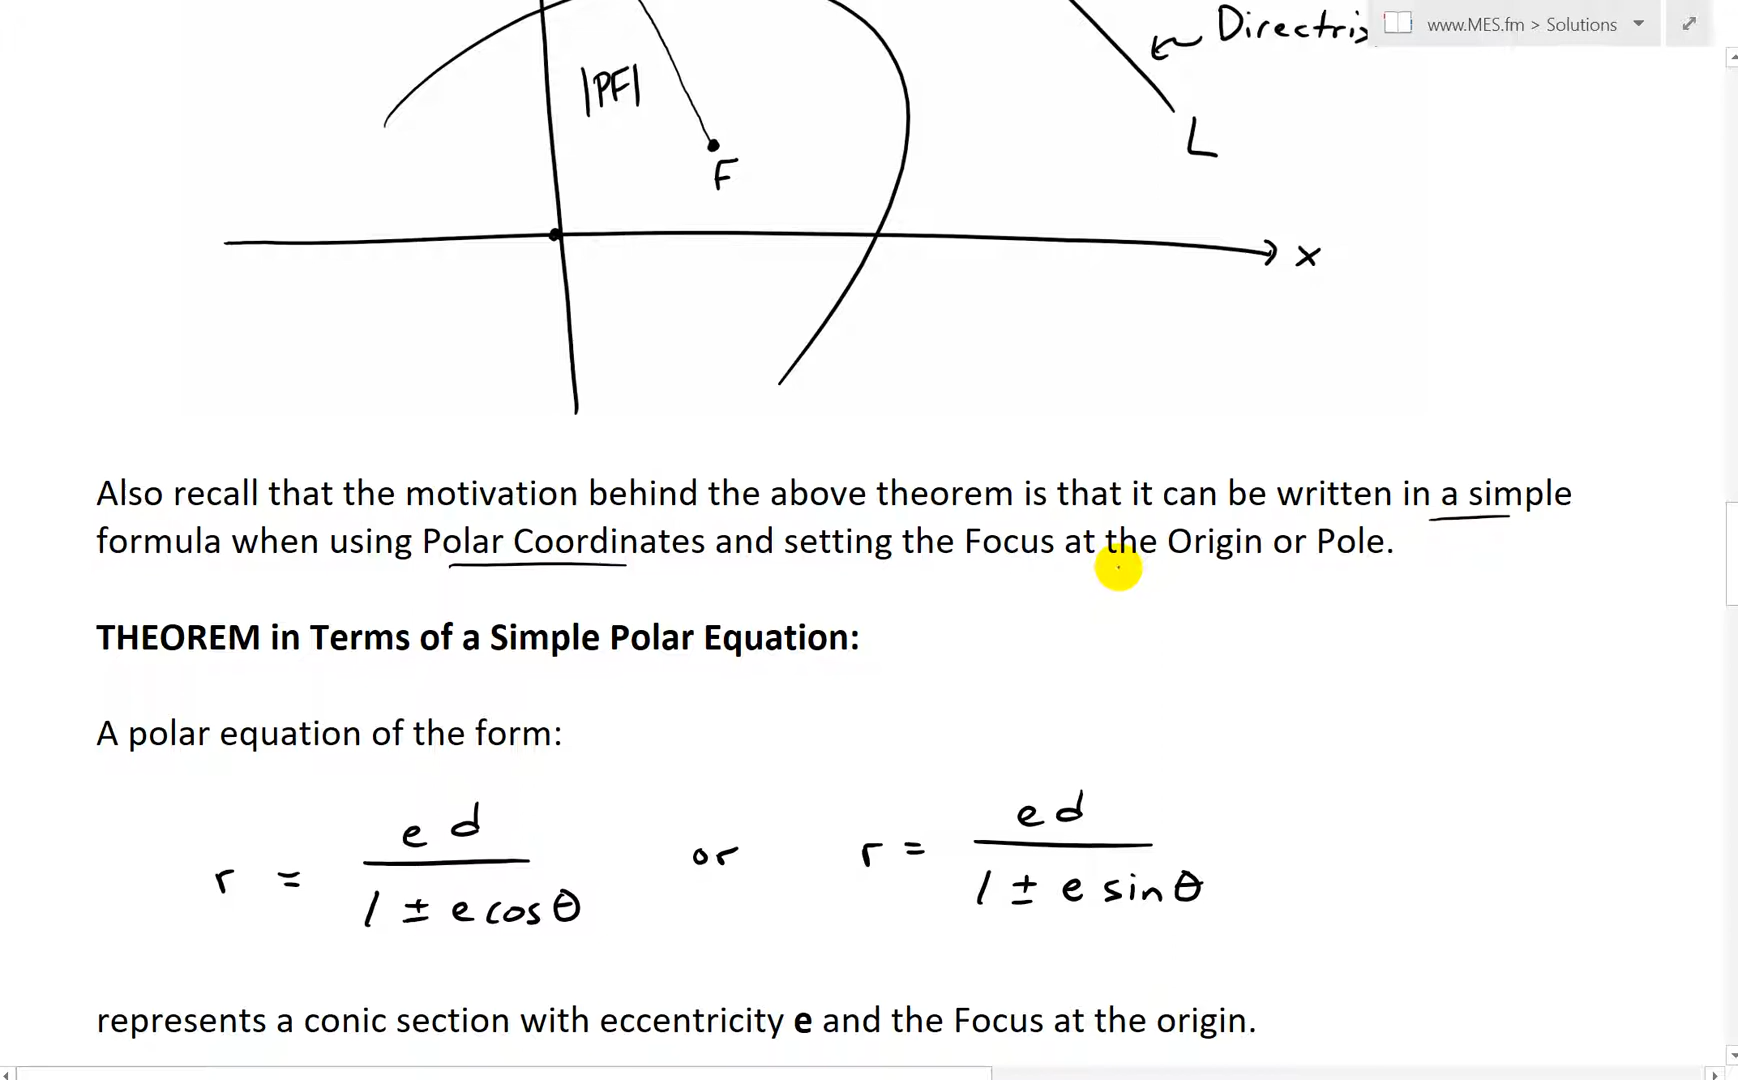 Directrix
www.MES.fm > Solutions
|PF|
F
L
x
Also recall that the motivation behind the above theorem is that it can be written in a simple
formula when using Polar Coordinates and setting the Focus at the Origin or Pole.
THEOREM in Terms of a Simple Polar Equation:
A polar equation of the form:
r = e d / 1 ± e cos θ or r = e d / 1 ± e sin θ
represents a conic section with eccentricity e and the Focus at the origin.